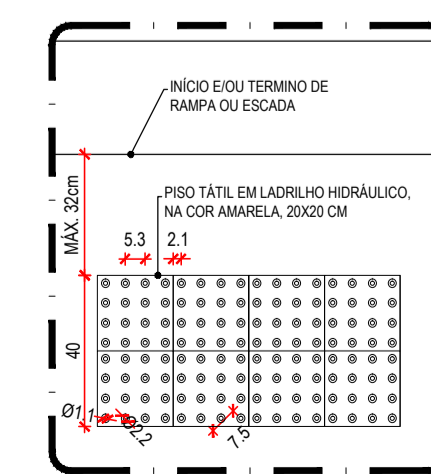 INÍCIO E/OU TERMINO DE
RAMPA OU ESCADA
MÁX. 32cm
PISO TÁTIL EM LADRILHO HIDRÁULICO,
NA COR AMARELA, 20X20 CM
5.3
2.1
40
Ø1.1
Ø2.2
7.5